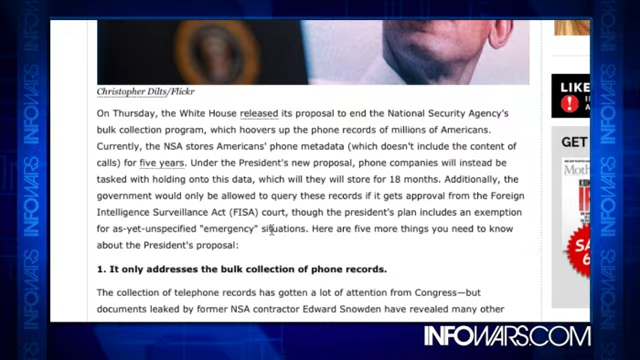 Christopher Dilts/Flickr
On Thursday, the White House released its proposal to end the National Security Agency's
bulk collection program, which hoovers up the phone records of millions of Americans.
Currently, the NSA stores Americans' phone metadata (which doesn't include the content of
calls) for five years. Under the President's new proposal, phone companies will instead be
tasked with holding onto this data, which will they will store for 18 months. Additionally, the
government would only be allowed to query these records if it gets approval from the Foreign
Intelligence Surveillance Act (FISA) court, though the president's plan includes an exemption
for as-yet-unspecified "emergency" situations. Here are five more things you need to know
about the President's proposal:
1. It only addresses the bulk collection of phone records.
The collection of telephone records has gotten a lot of attention from Congress—but
documents leaked by former NSA contractor Edward Snowden have revealed many other
LIKE
GET
Moth
SA
6
INFOWARS
INFOWARS
INFOWARS
INFOWARS
INFOWARS.COM